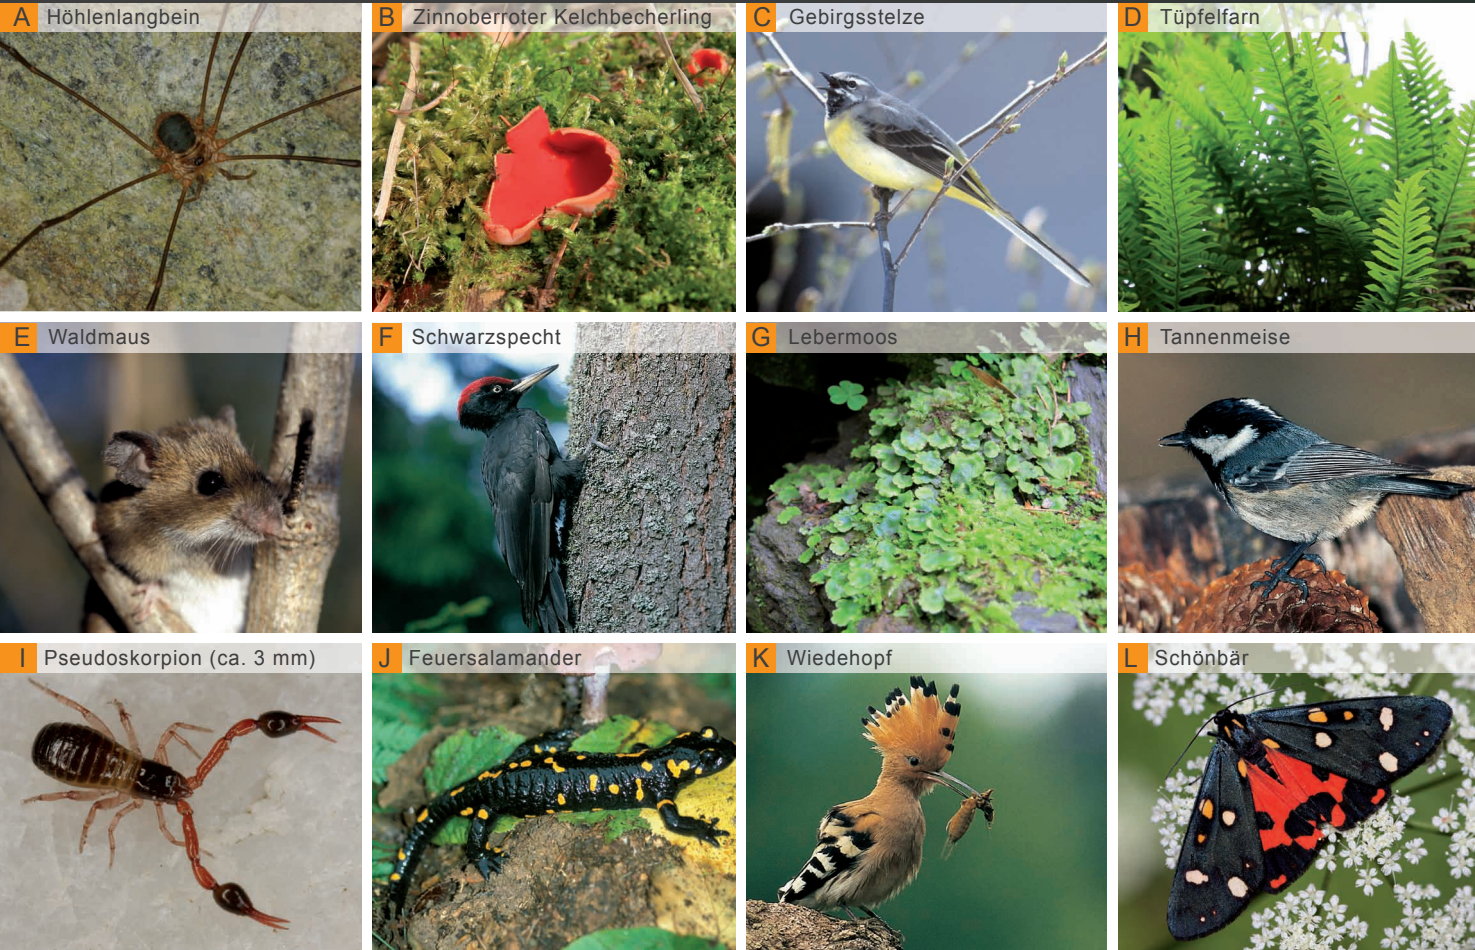 A Höhlenlangbein
B Zinnoberroter Kelchbecherling
C Gebirgsstelze
D Tüpfelfarn
E Waldmaus
F Schwarzspecht
G Lebermoos
H Tannenmeise
I Pseudoskorpion (ca. 3 mm)
J Feuersalamander
K Wiedehopf
L Schönbär